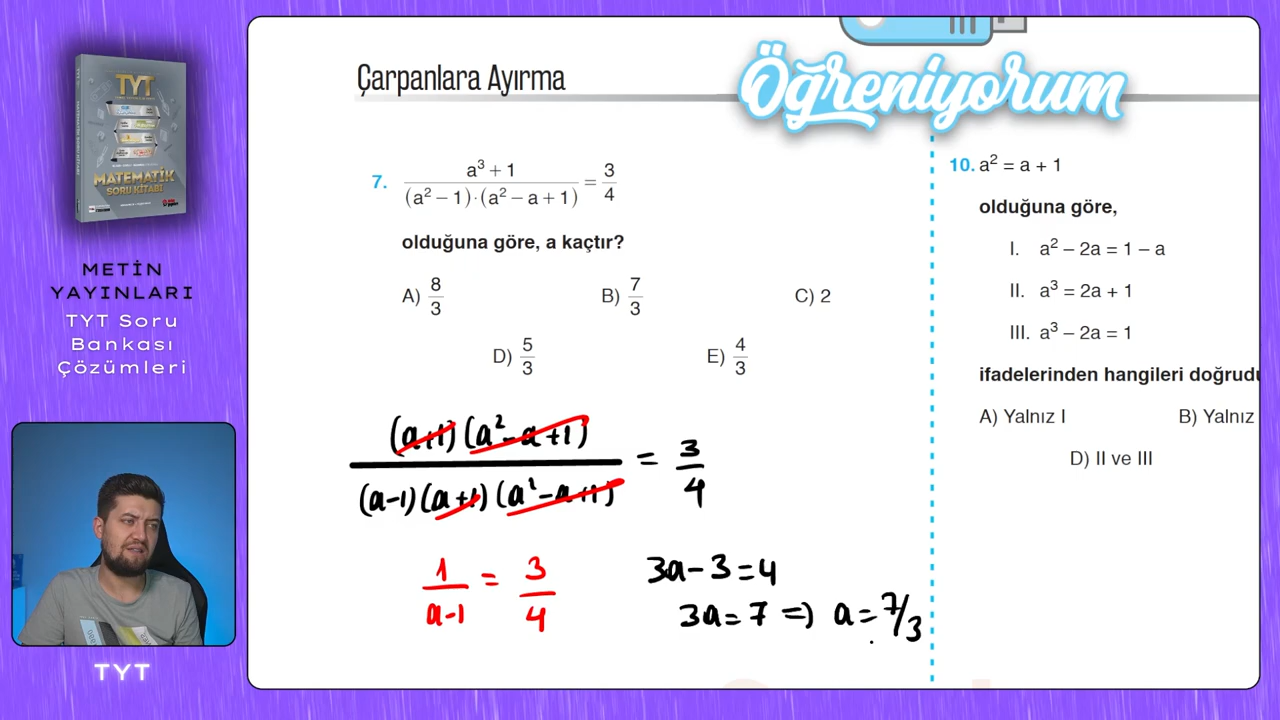 TYT
MATEMATİK
SORU KİTABI
METİN
YAYINLARI
TYT Soru
Bankası
Çözümleri
TYT
Çarpanlara Ayırma
Öğreniyorum
7. (a³ + 1) / ((a² − 1)·(a² − a + 1)) = 3/4
olduğuna göre, a kaçtır?
A) 8/3 B) 7/3 C) 2
D) 5/3 E) 4/3
(a+1)(a²-a+1) / (a-1)(a+1)(a²-a+1) = 3/4
1/(a-1) = 3/4
3a-3=4
3a=7 => a=7/3
10. a² = a + 1
olduğuna göre,
I. a² – 2a = 1 – a
II. a³ = 2a + 1
III. a³ – 2a = 1
ifadelerinden hangileri doğrudu
A) Yalnız I B) Yalnız
D) II ve III